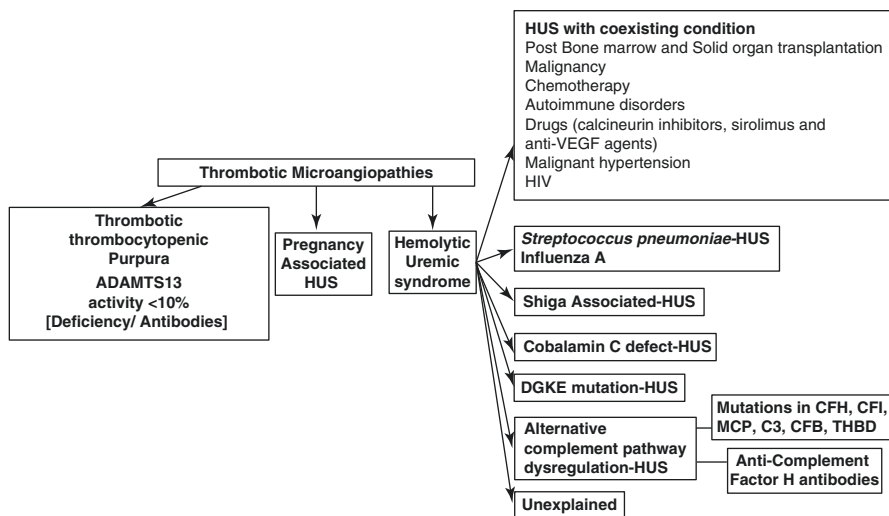 Thrombotic Microangiopathies
Thrombotic
thrombocytopenic
Purpura
ADAMTS13
activity <10%
[Deficiency/ Antibodies]
Pregnancy
Associated
HUS
Hemolytic
Uremic
syndrome
HUS with coexisting condition
Post Bone marrow and Solid organ transplantation
Malignancy
Chemotherapy
Autoimmune disorders
Drugs (calcineurin inhibitors, sirolimus and
anti-VEGF agents)
Malignant hypertension
HIV
Streptococcus pneumoniae-HUS
Influenza A
Shiga Associated-HUS
Cobalamin C defect-HUS
DGKE mutation-HUS
Alternative
complement pathway
dysregulation-HUS
Mutations in CFH, CFI,
MCP, C3, CFB, THBD
Anti-Complement
Factor H antibodies
Unexplained